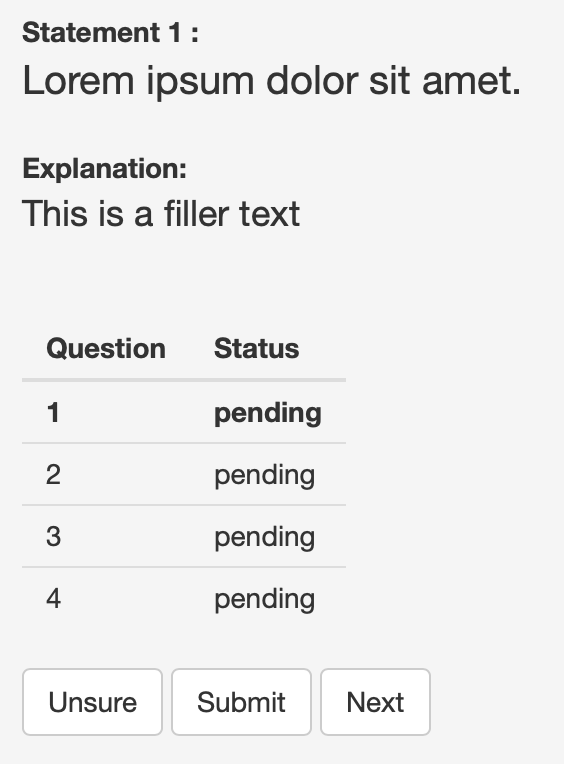 Statement 1 :
Lorem ipsum dolor sit amet.
Explanation:
This is a filler text
Question Status
1 pending
2 pending
3 pending
4 pending
Unsure Submit Next